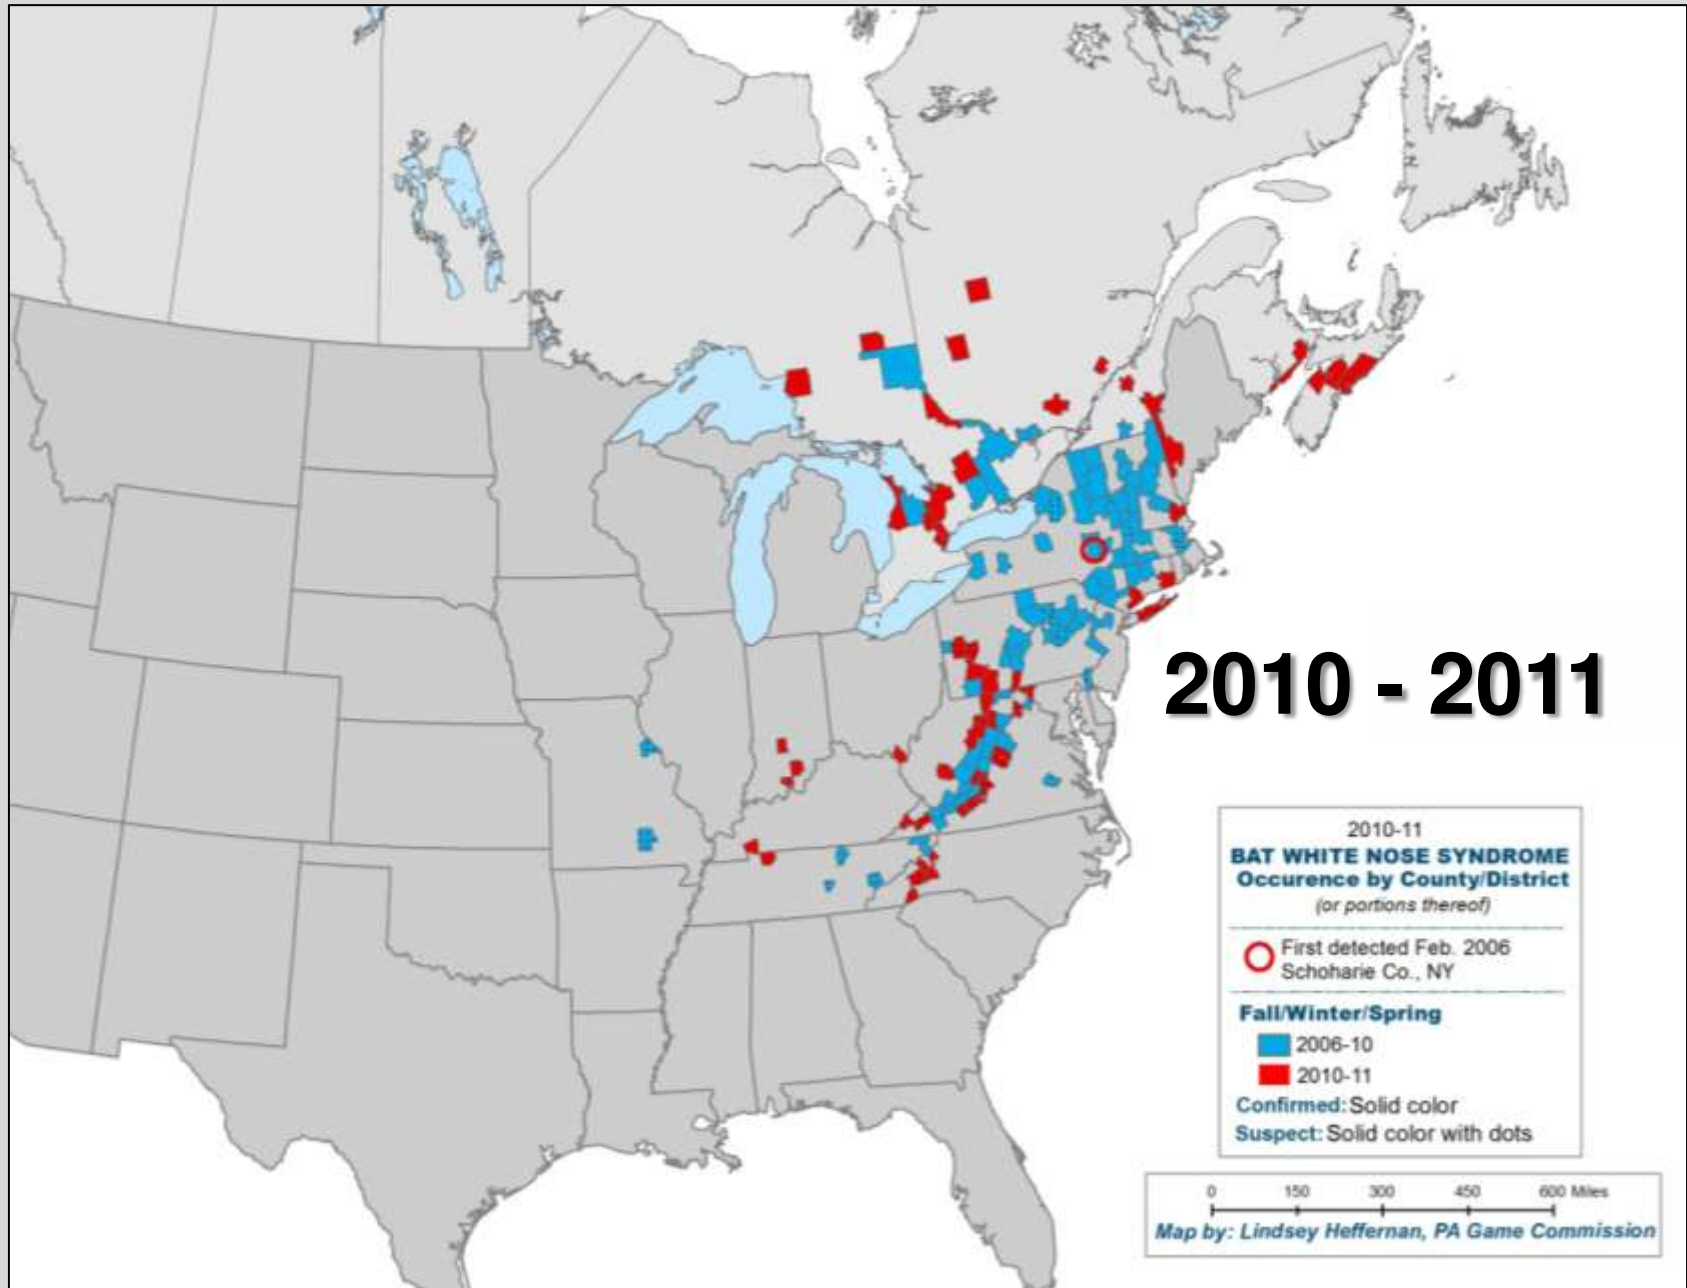 2010 - 2011
2010-11
BAT WHITE NOSE SYNDROME
Occurence by County/District
(or portions thereof)
First detected Feb. 2006
Schoharie Co., NY
Fall/Winter/Spring
2006-10
2010-11
Confirmed: Solid color
Suspect: Solid color with dots
0 150 300 450 600 Miles
Map by: Lindsey Heffernan, PA Game Commission